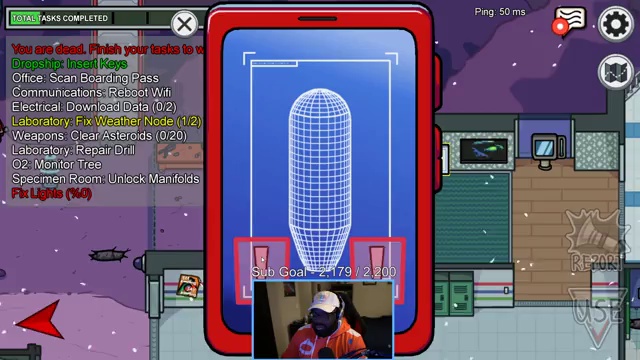 TOTAL TASKS COMPLETED
Ping: 50 ms
You are dead. Finish your tasks to w
Dropship: Insert Keys
Office: Scan Boarding Pass
Communications: Reboot Wifi
Electrical: Download Data (0/2)
Laboratory: Fix Weather Node (1/2)
Weapons: Clear Asteroids (0/20)
Laboratory: Repair Drill
O2: Monitor Tree
Specimen Room: Unlock Manifolds
Fix Lights (%0)
Sub Goal - 2,179 / 2,200
REPORT
USE